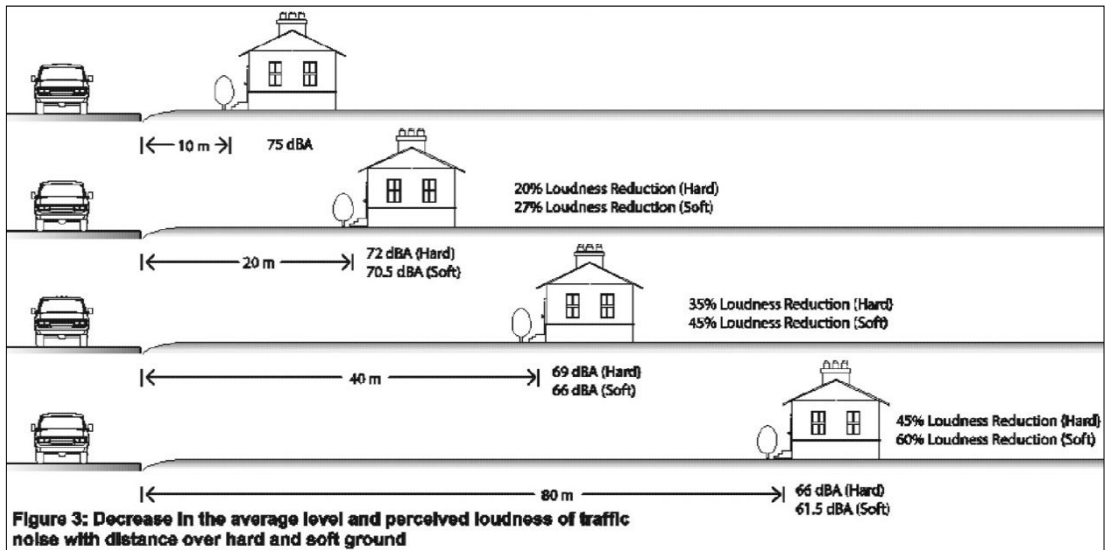 10 m
75 dBA
20% Loudness Reduction (Hard)
27% Loudness Reduction (Soft)
20 m
72 dBA (Hard)
70.5 dBA (Soft)
35% Loudness Reduction (Hard)
45% Loudness Reduction (Soft)
40 m
69 dBA (Hard)
66 dBA (Soft)
45% Loudness Reduction (Hard)
60% Loudness Reduction (Soft)
80 m
66 dBA (Hard)
61.5 dBA (Soft)
Figure 3: Decrease in the average level and perceived loudness of traffic
noise with distance over hard and soft ground